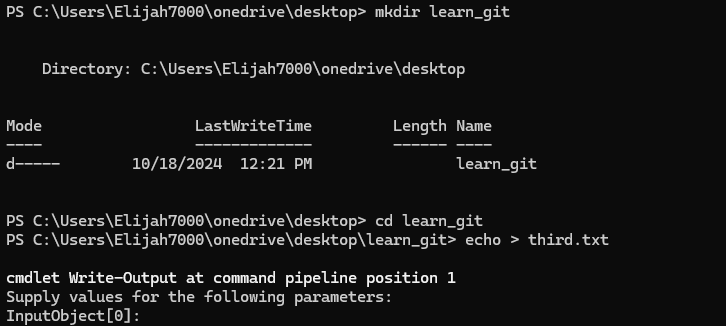 PS C:\Users\Elijah7000\onedrive\desktop> mkdir learn_git
Directory: C:\Users\Elijah7000\onedrive\desktop
Mode LastWriteTime Length Name
---- ------------- ------ ----
d----- 10/18/2024 12:21 PM learn_git
PS C:\Users\Elijah7000\onedrive\desktop> cd learn_git
PS C:\Users\Elijah7000\onedrive\desktop\learn_git> echo > third.txt
cmdlet Write-Output at command pipeline position 1
Supply values for the following parameters:
InputObject[0]: